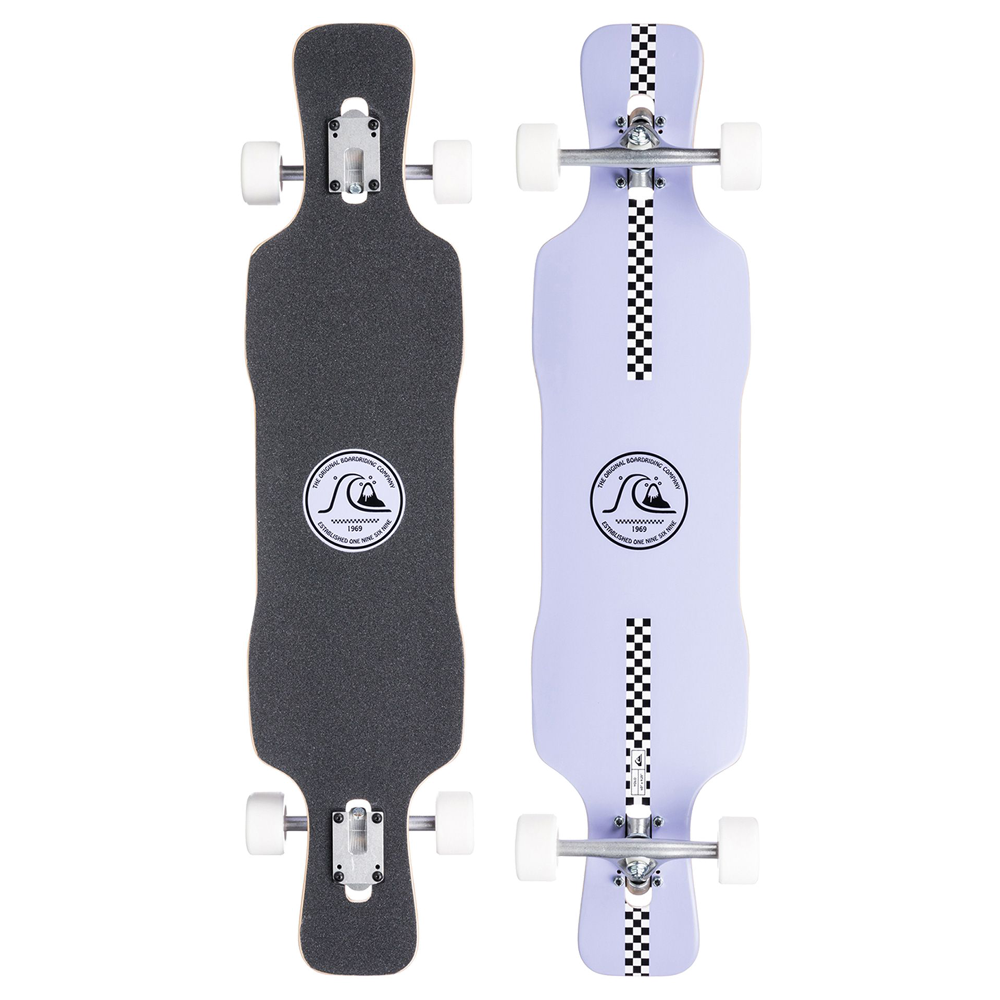 THE ORIGINAL BOARDRIDING COMPANY
1969
ESTABLISHED ONE NINE SIX NINE
THE ORIGINAL BOARDRIDING COMPANY
1969
ESTABLISHED ONE NINE SIX NINE